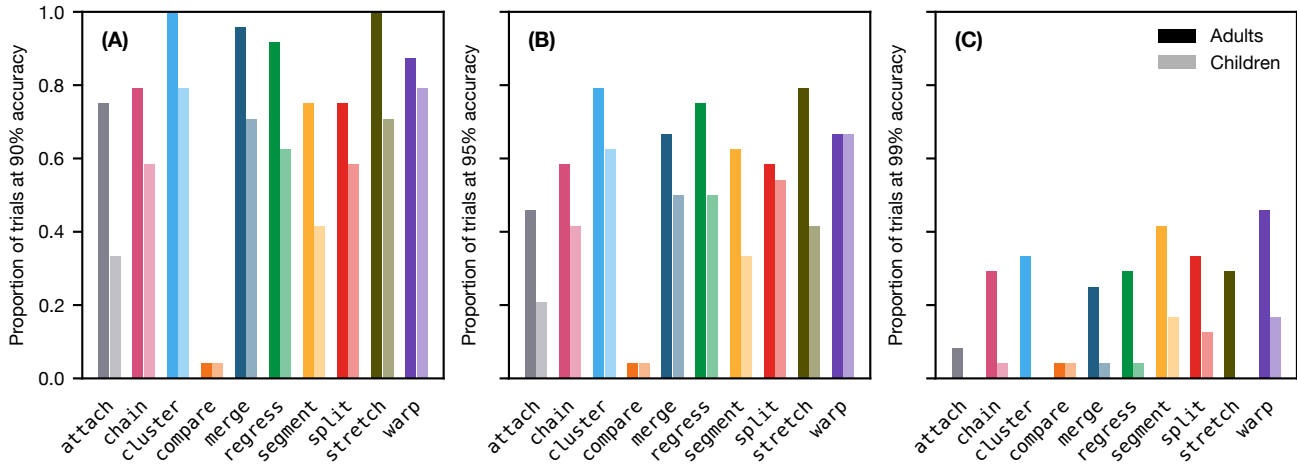 Proportion of trials at 90% accuracy
1.0
0.8
0.6
0.4
0.2
0.0
(A)
attach
chain
cluster
compare
merge
regress
segment
split
stretch
warp
Proportion of trials at 95% accuracy
(B)
attach
chain
cluster
compare
merge
regress
segment
split
stretch
warp
Proportion of trials at 99% accuracy
(C)
Adults
Children
attach
chain
cluster
compare
merge
regress
segment
split
stretch
warp